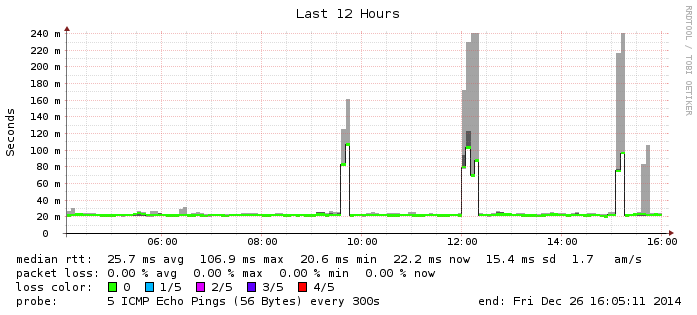 Last 12 Hours
RRDTOOL / TOBI OETIKER
Seconds
240 m
220 m
200 m
180 m
160 m
140 m
120 m
100 m
80 m
60 m
40 m
20 m
0
06:00 08:00 10:00 12:00 14:00 16:00
median rtt: 25.7 ms avg 106.9 ms max 20.6 ms min 22.2 ms now 15.4 ms sd 1.7 am/s
packet loss: 0.00 % avg 0.00 % max 0.00 % min 0.00 % now
loss color: 0 1/5 2/5 3/5 4/5
probe: 5 ICMP Echo Pings (56 Bytes) every 300s end: Fri Dec 26 16:05:11 2014